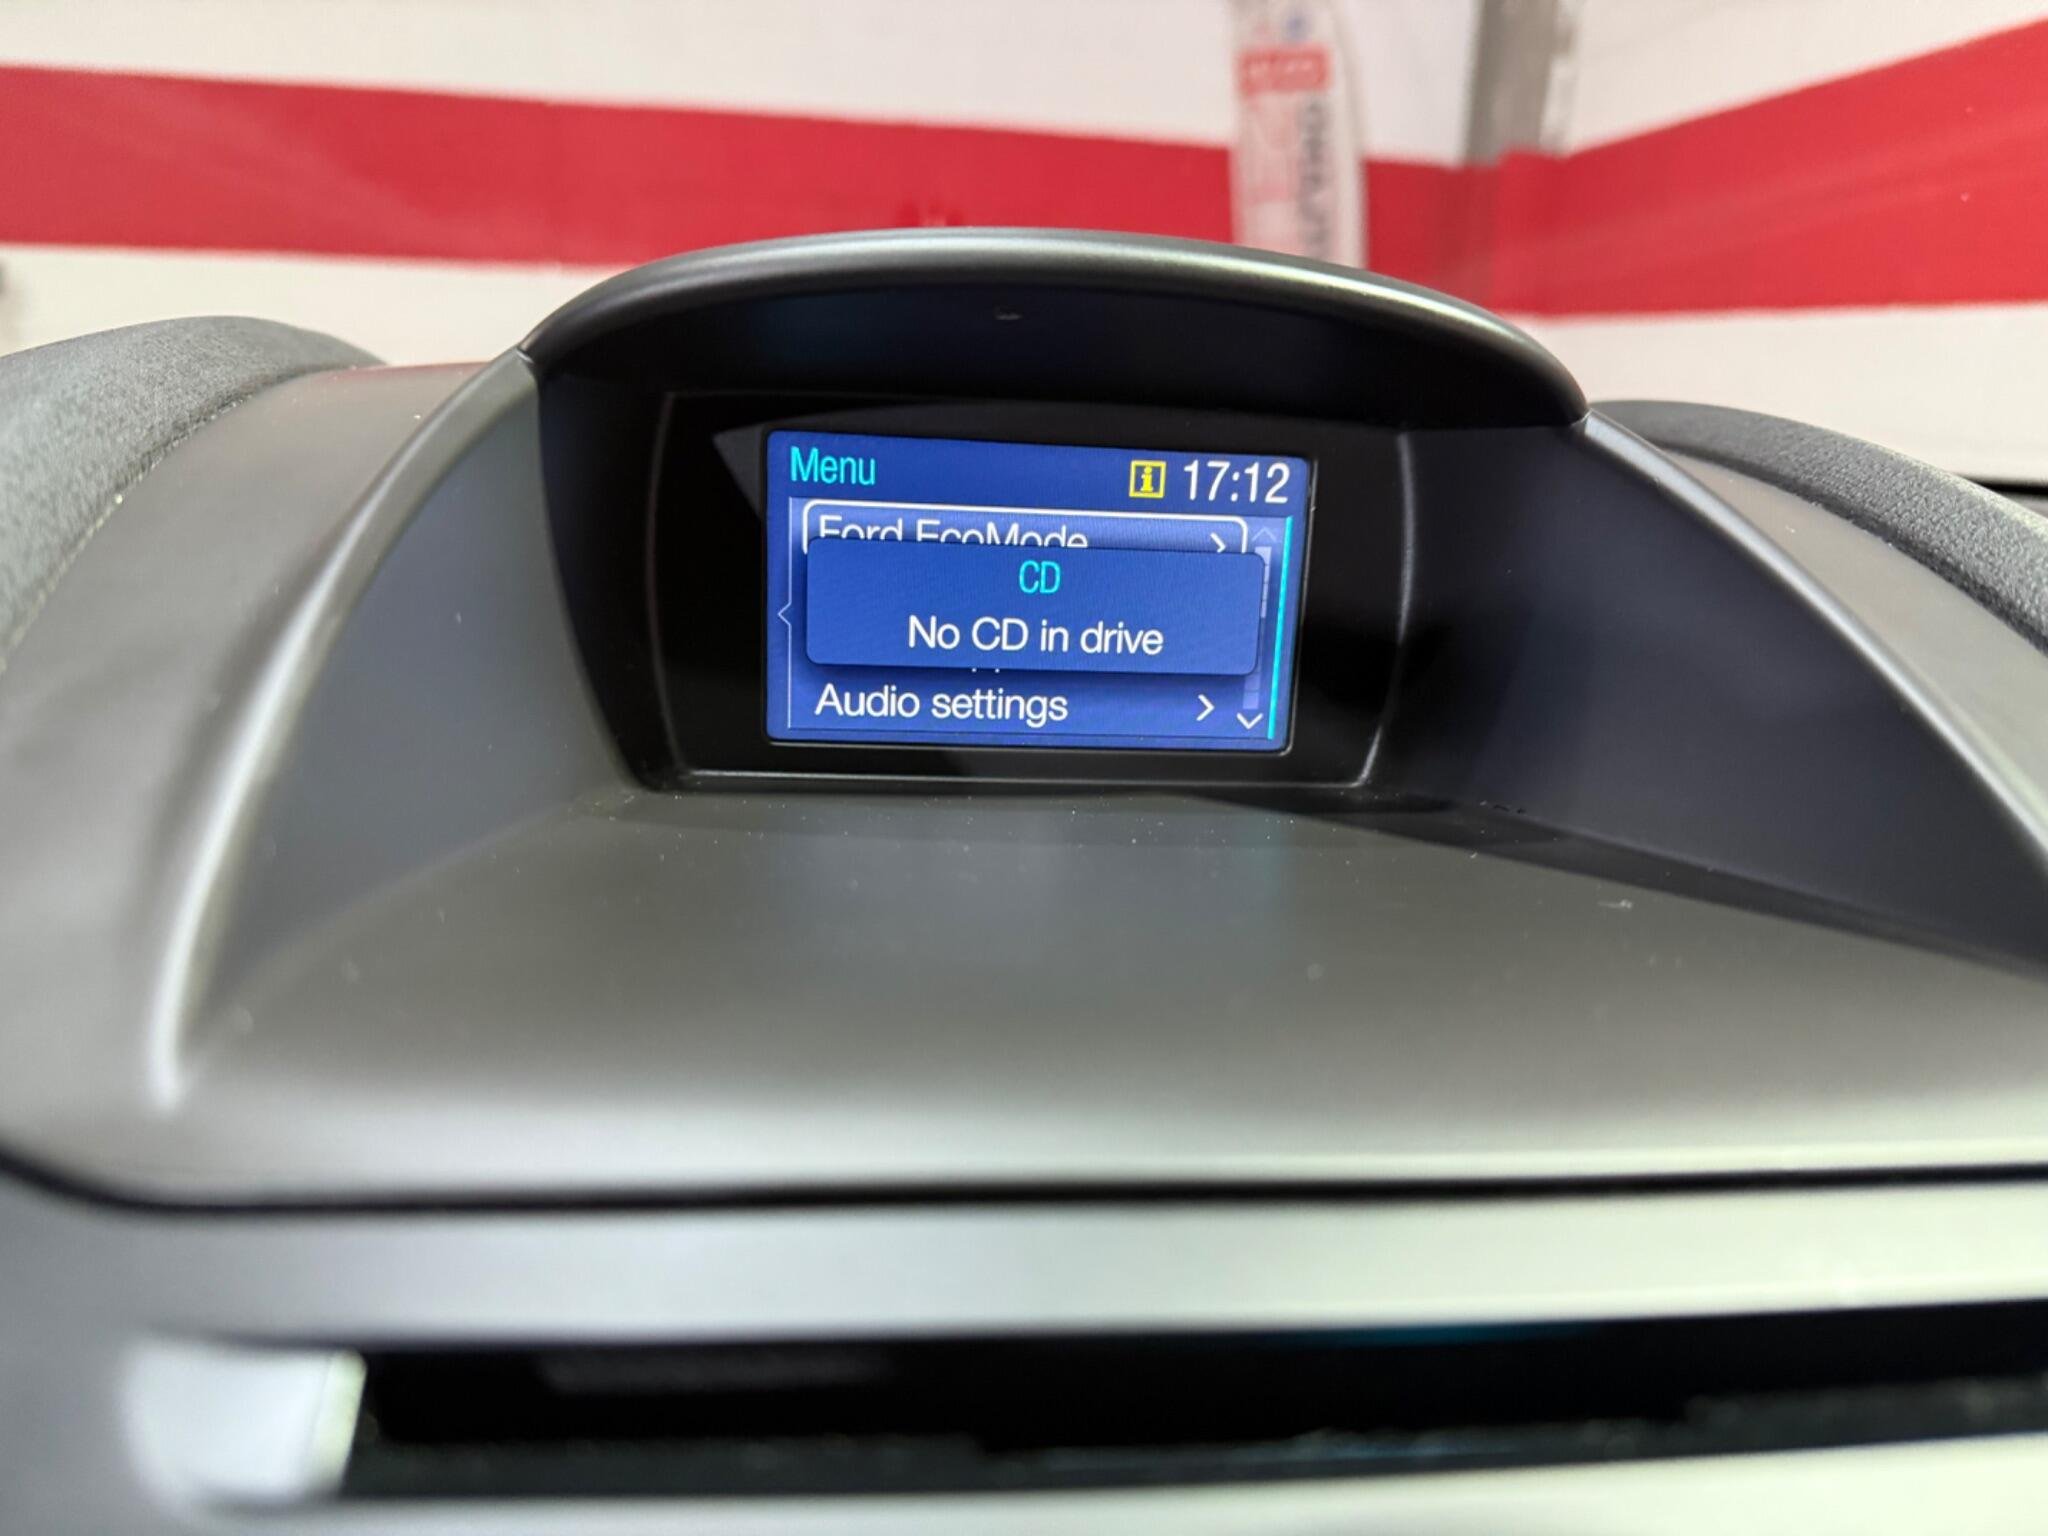 Menu
17:12
Ford EcoMode
CD
No CD in drive
Audio settings